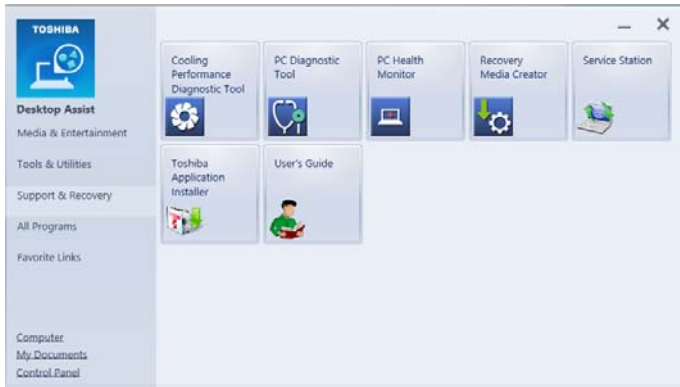 TOSHIBA
Desktop Assist
Media & Entertainment
Tools & Utilities
Support & Recovery
All Programs
Favorite Links
Computer
My Documents
Control Panel
Cooling
Performance
Diagnostic Tool
PC Diagnostic
Tool
PC Health
Monitor
Recovery
Media Creator
Service Station
Toshiba
Application
Installer
User's Guide